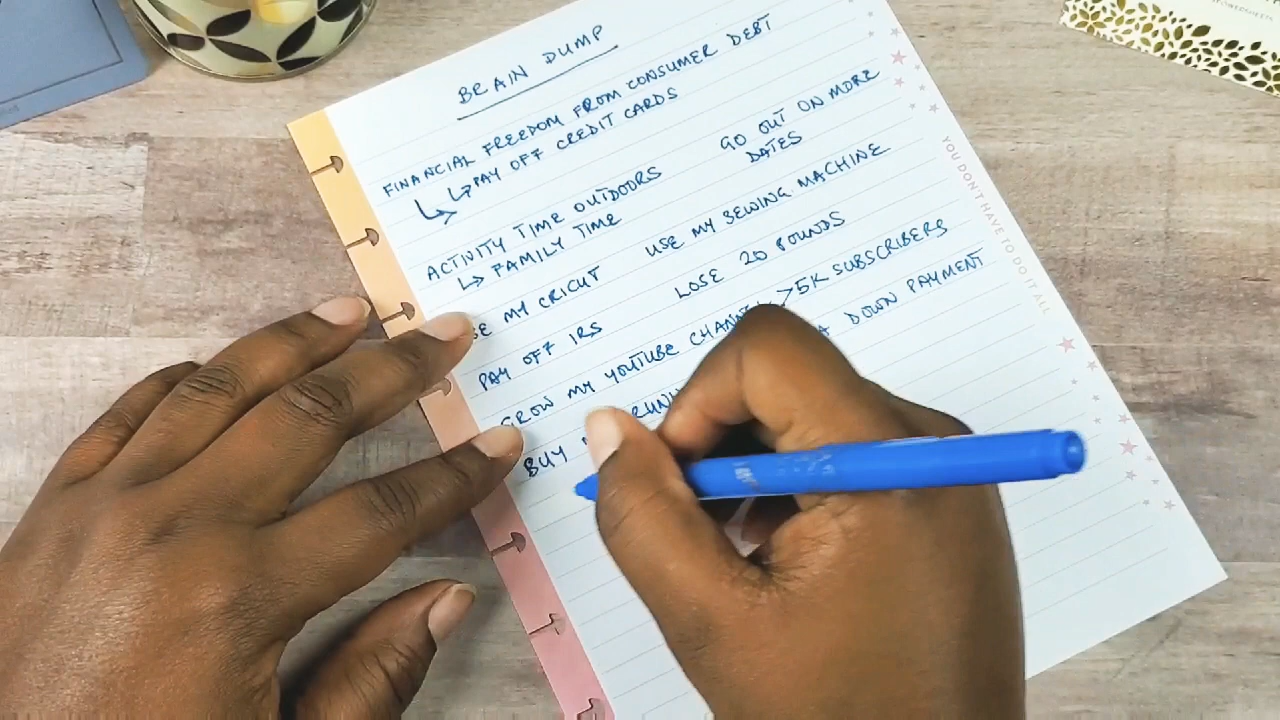 BRAIN DUMP
FINANCIAL FREEDOM FROM CONSUMER DEBT
↳ PAY OFF CREDIT CARDS
ACTIVITY TIME OUTDOORS
↳ FAMILY TIME
GO OUT ON MORE
DATES
MY CRICUT
USE MY SEWING MACHINE
PAY OFF IRS
LOSE 20 POUNDS
GROW MY YOUTUBE >5K SUBSCRIBERS
BUY DOWN PAYMENT
YOU DON'T HAVE TO DO IT ALL